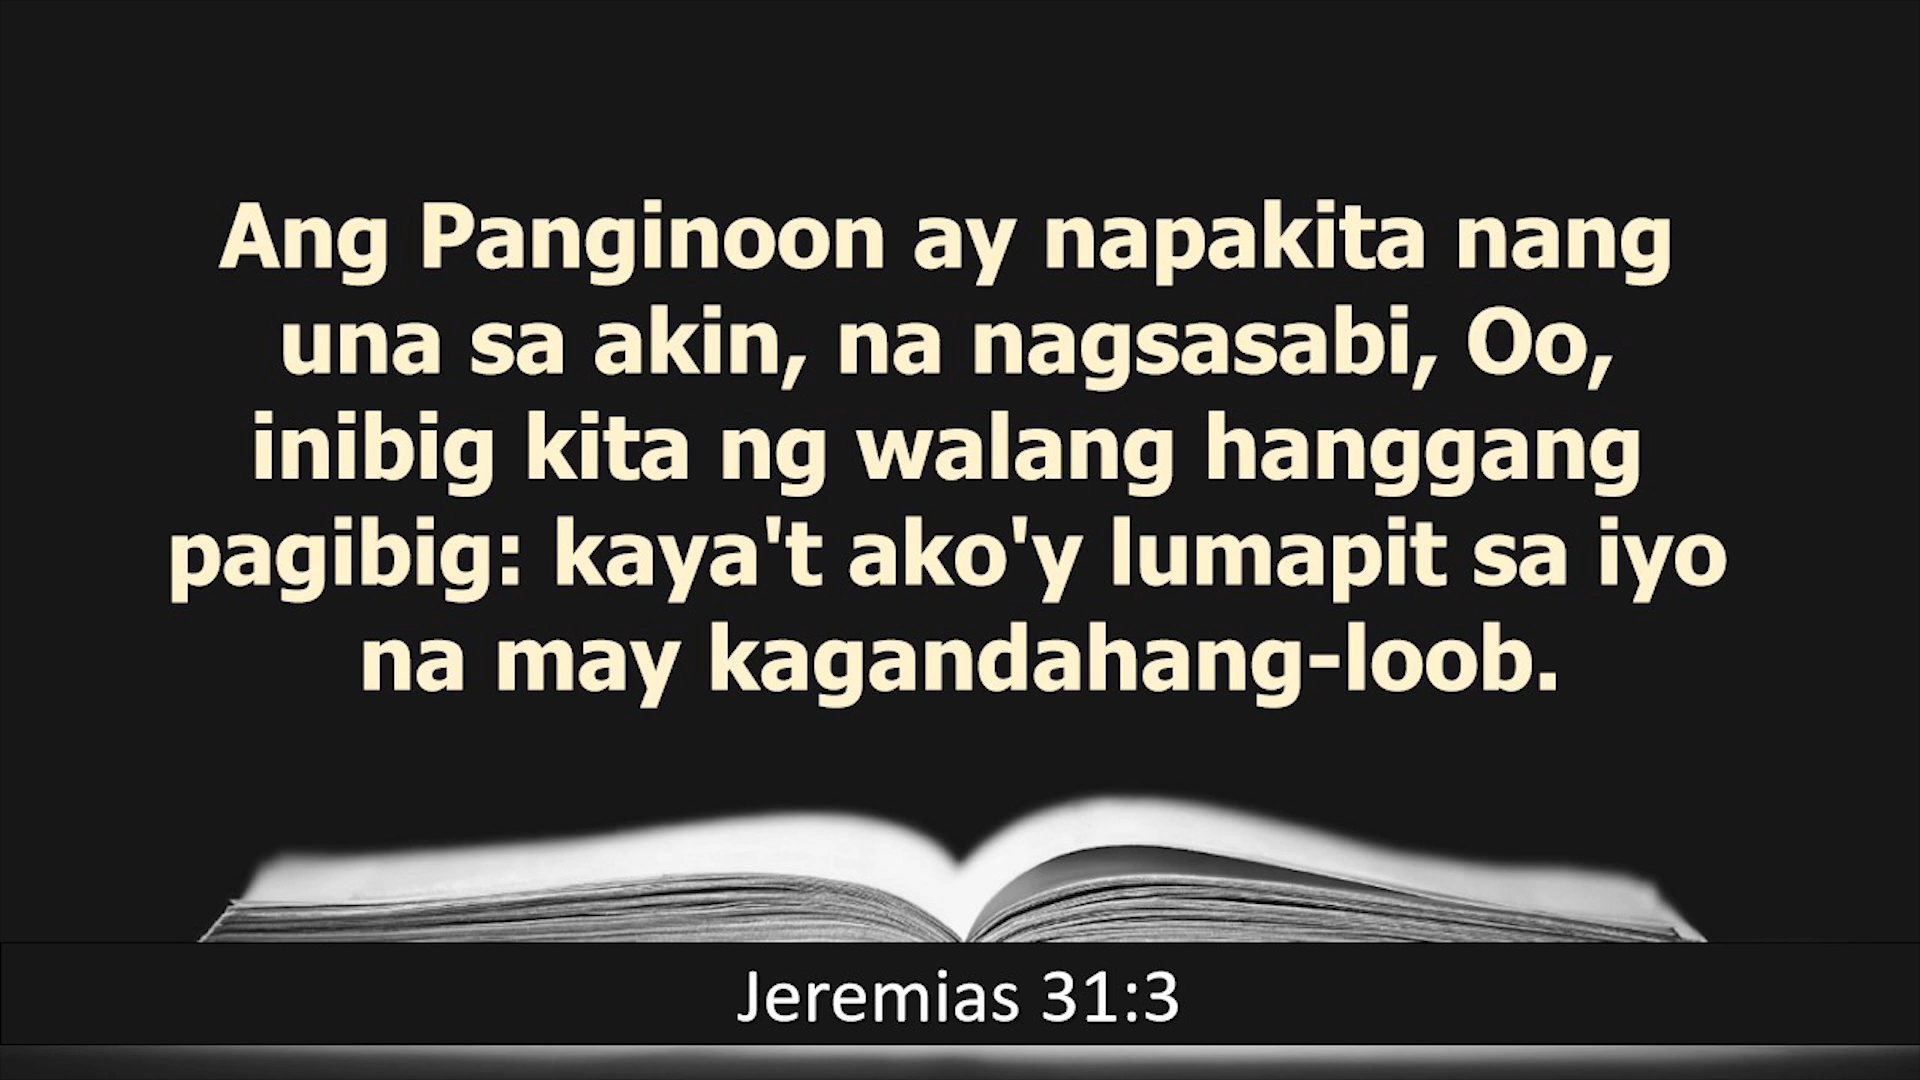 Ang Panginoon ay napakita nang
una sa akin, na nagsasabi, Oo,
inibig kita ng walang hanggang
pagibig: kaya't ako'y lumapit sa iyo
na may kagandahang-loob.
Jeremias 31:3